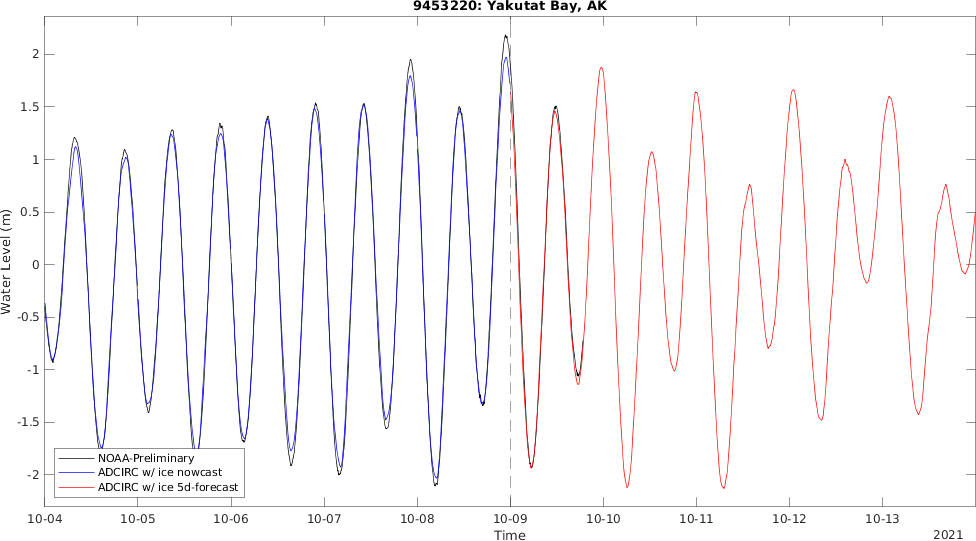 9453220: Yakutat Bay, AK
Water Level (m)
2
1.5
1
0.5
0
-0.5
-1
-1.5
-2
NOAA-Preliminary
ADCIRC w/ ice nowcast
ADCIRC w/ ice 5d-forecast
10-04 10-05 10-06 10-07 10-08 10-09 10-10 10-11 10-12 10-13
Time
2021